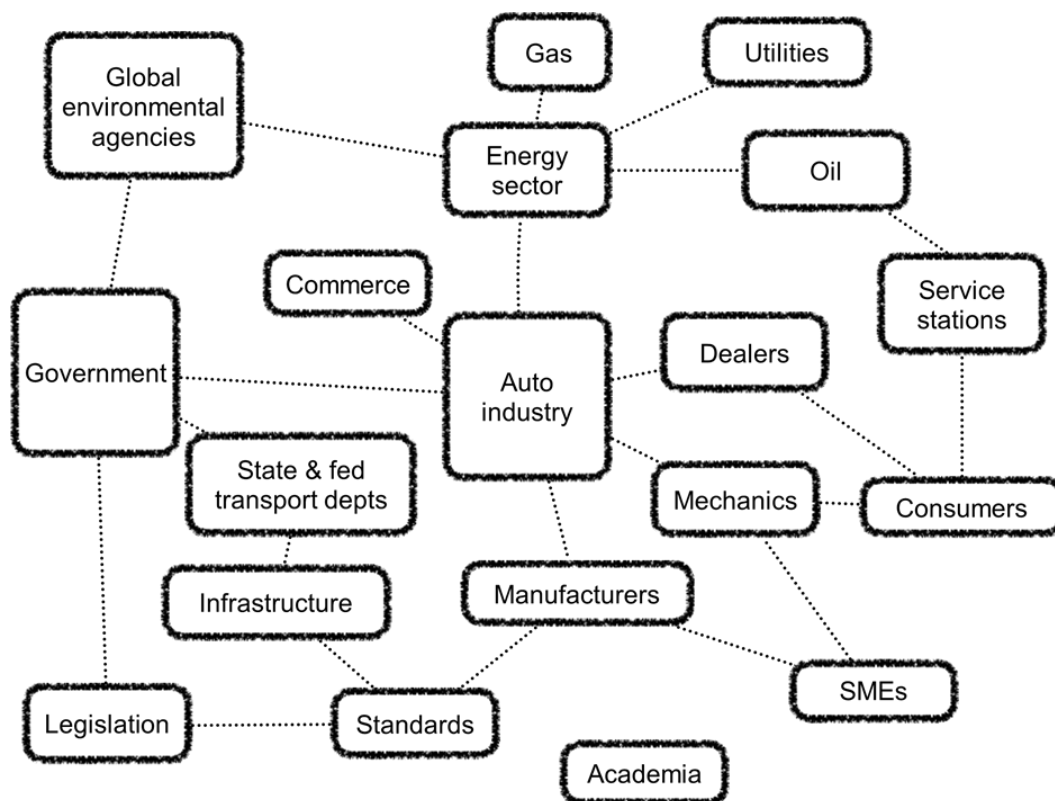 Gas
Utilities
Global
environmental
agencies
Energy
sector
Oil
Commerce
Service
stations
Government
Auto
industry
Dealers
State & fed
transport depts
Mechanics
Consumers
Infrastructure
Manufacturers
SMEs
Legislation
Standards
Academia